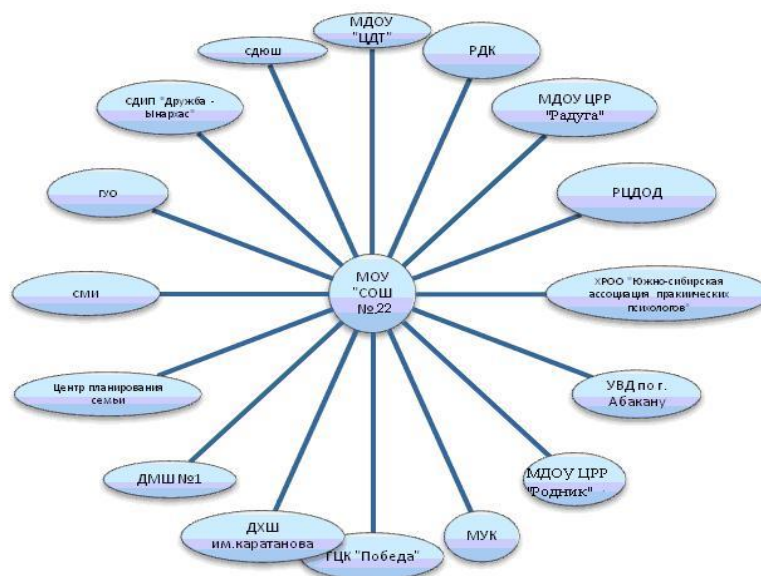 МДОУ
"ЦДТ"
РДК
МДОУ ЦРР
"Радуга"
РЦДОД
ХРОО "Южно-сибирская
ассоциация пракиических
психологов"
УВД по г.
Абакану
МДОУ ЦРР
"Родник"
МУК
ГЦК "Победа"
ДХШ
им.каратанова
ДМШ №1
Центр планирования
семьи
СМИ
ГУО
СДИП "Дружба -
Ынархас"
СДЮШ
МОУ
"СОШ
№22